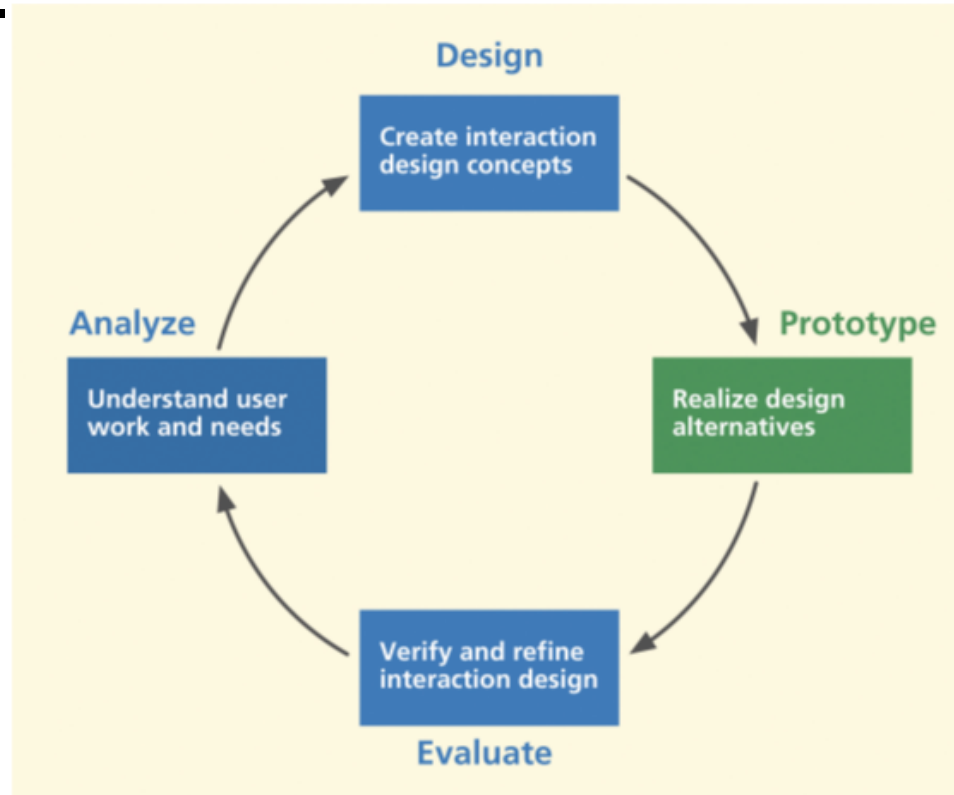 Design
Create interaction
design concepts
Analyze
Understand user
work and needs
Prototype
Realize design
alternatives
Verify and refine
interaction design
Evaluate